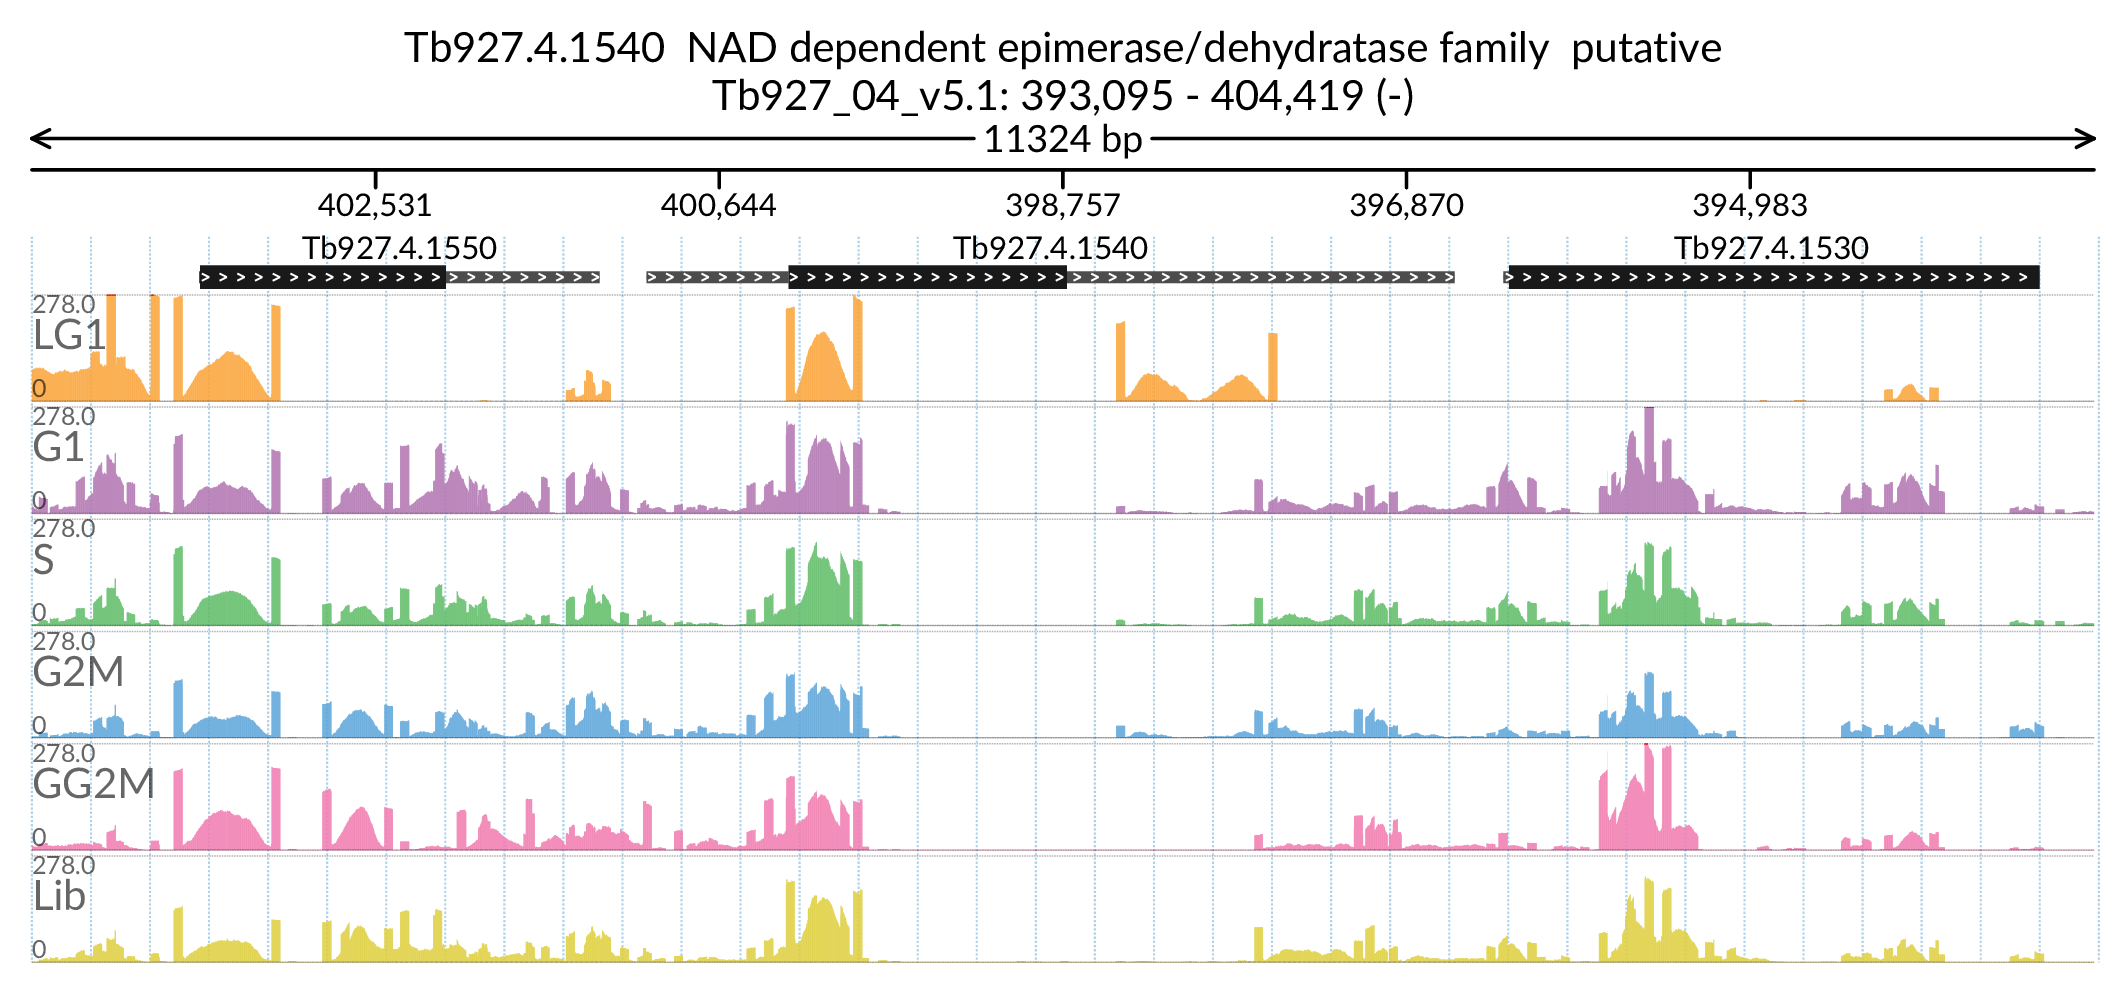 Tb927.4.1540  NAD dependent epimerase/dehydratase family  putative
Tb927_04_v5.1: 393,095 - 404,419 (-)
11324 bp
402,531 400,644 398,757 396,870 394,983
Tb927.4.1550 Tb927.4.1540 Tb927.4.1530
278.0
LG1
0
278.0
G1
0
278.0
S
0
278.0
G2M
0
278.0
GG2M
0
278.0
Lib
0